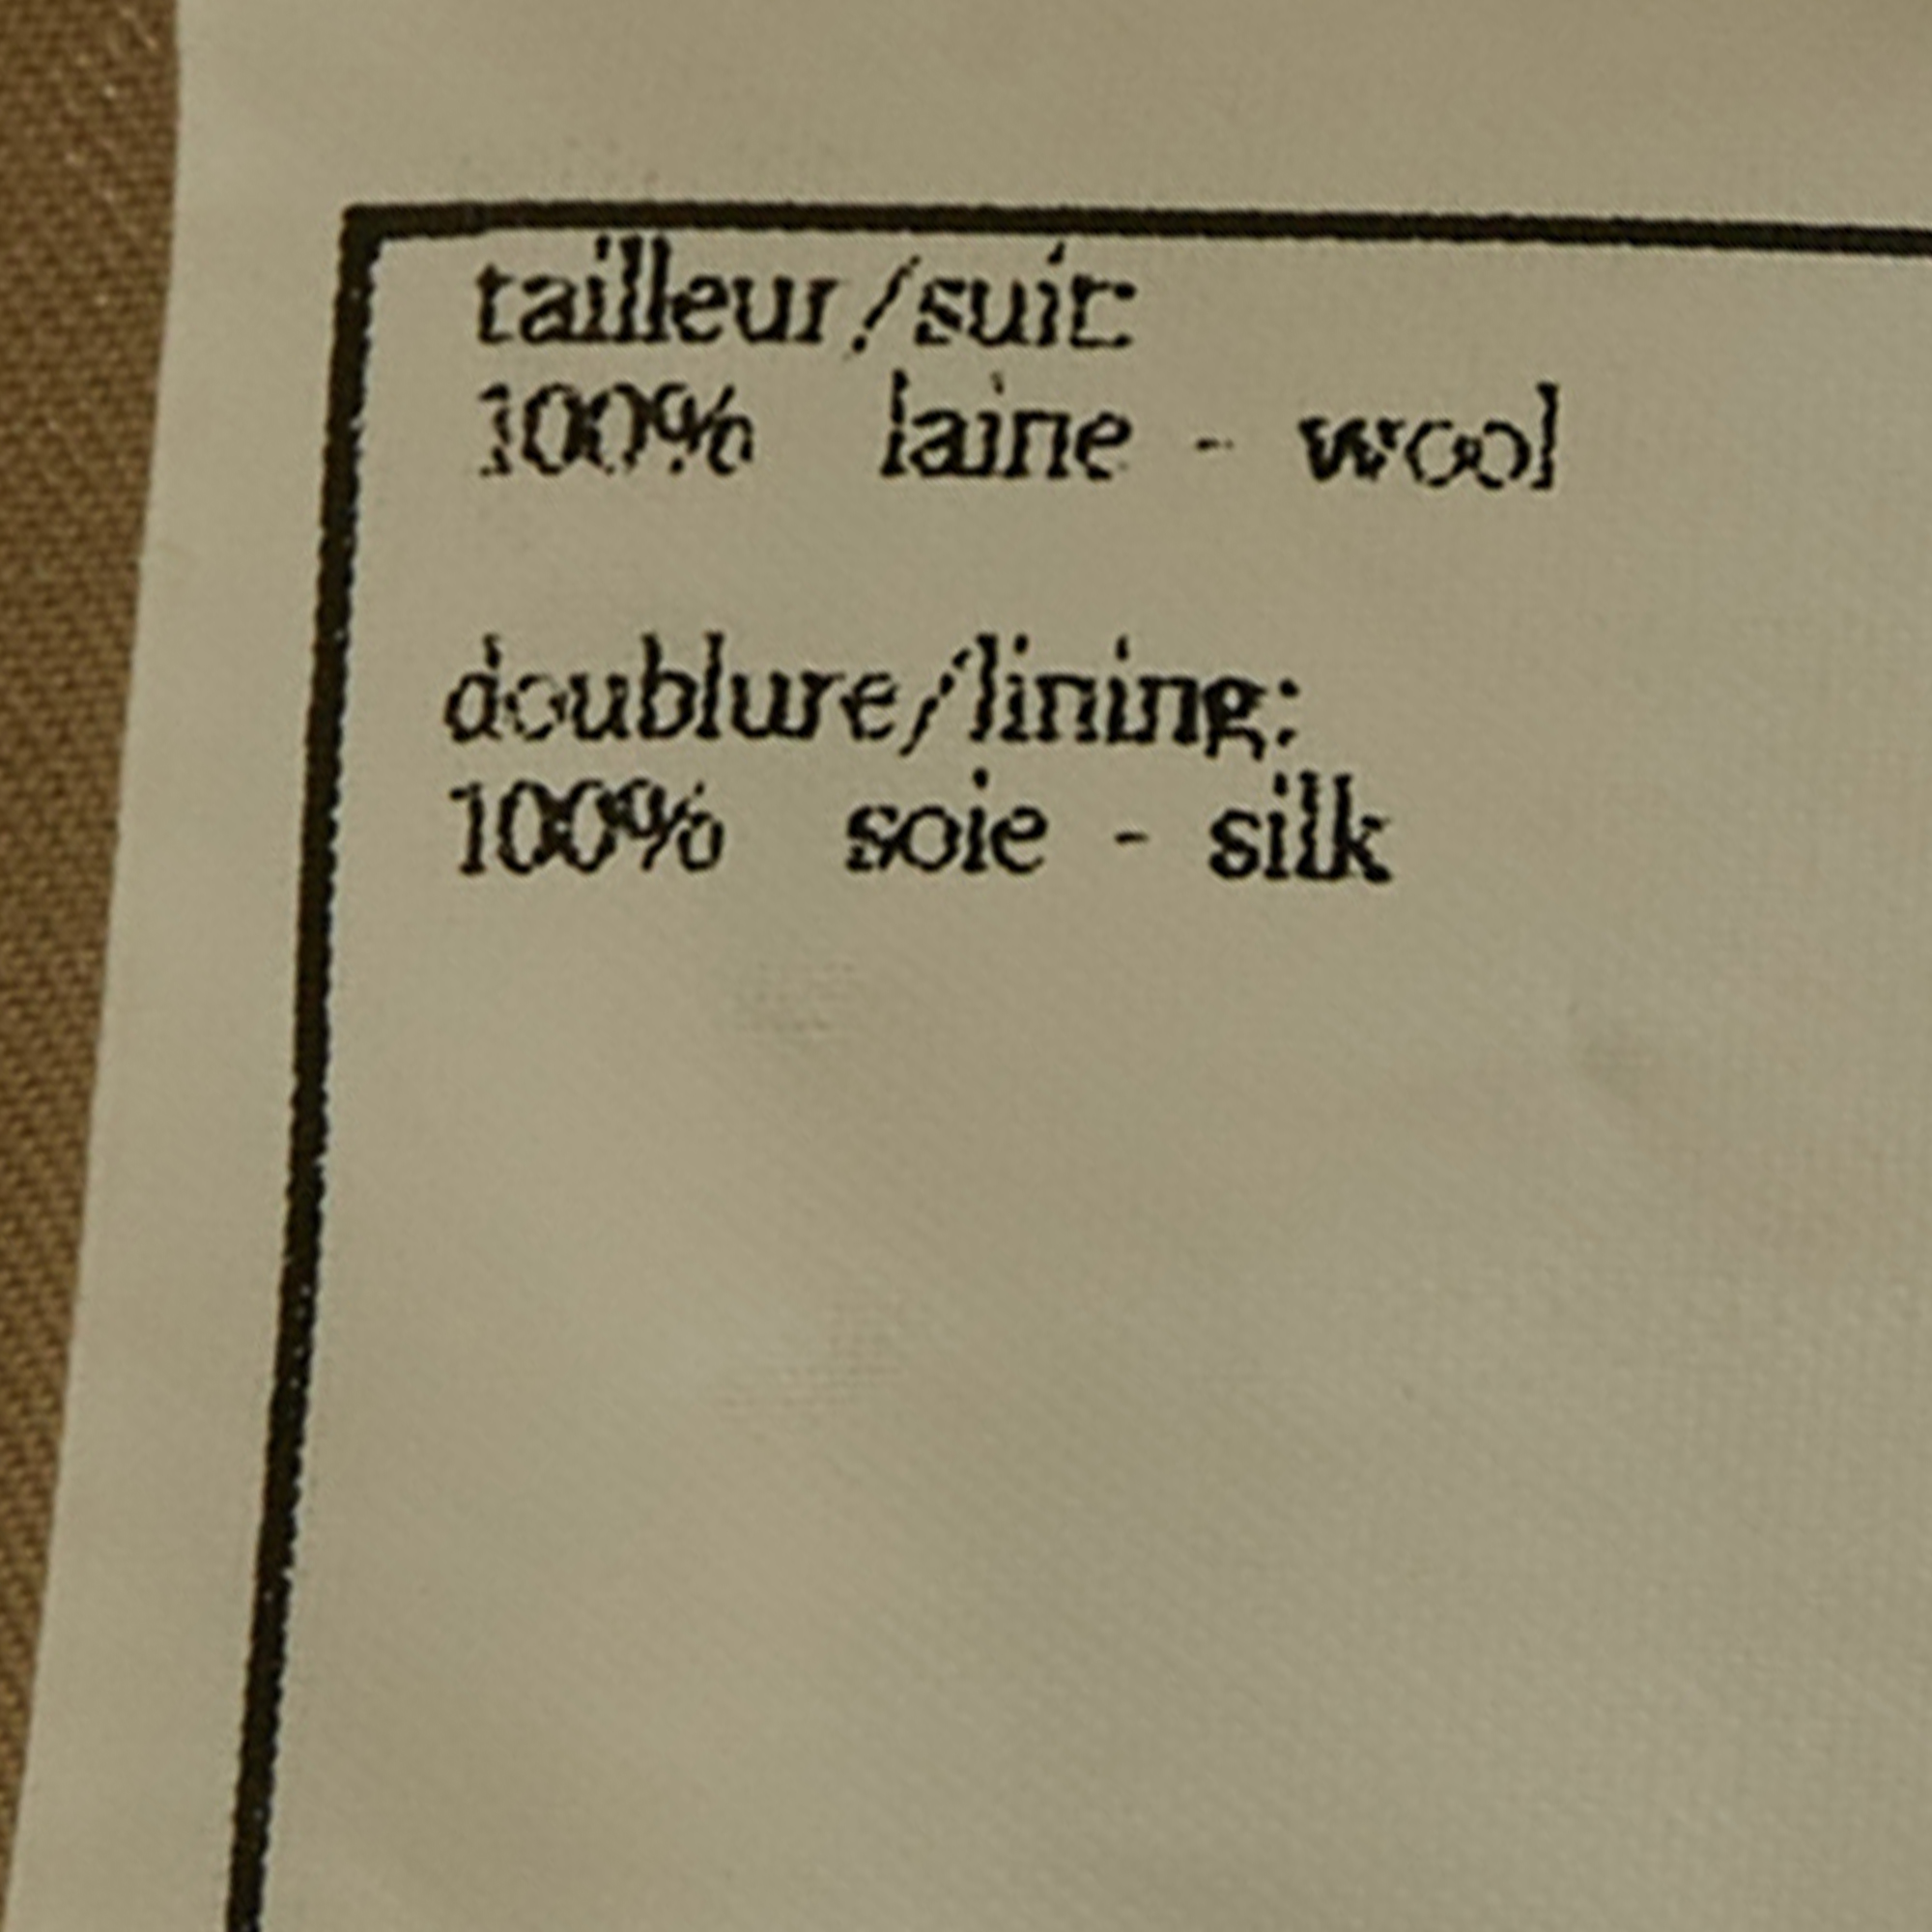 tailleur/suit:
100% laine - wool
doublure/lining:
100% soie - silk